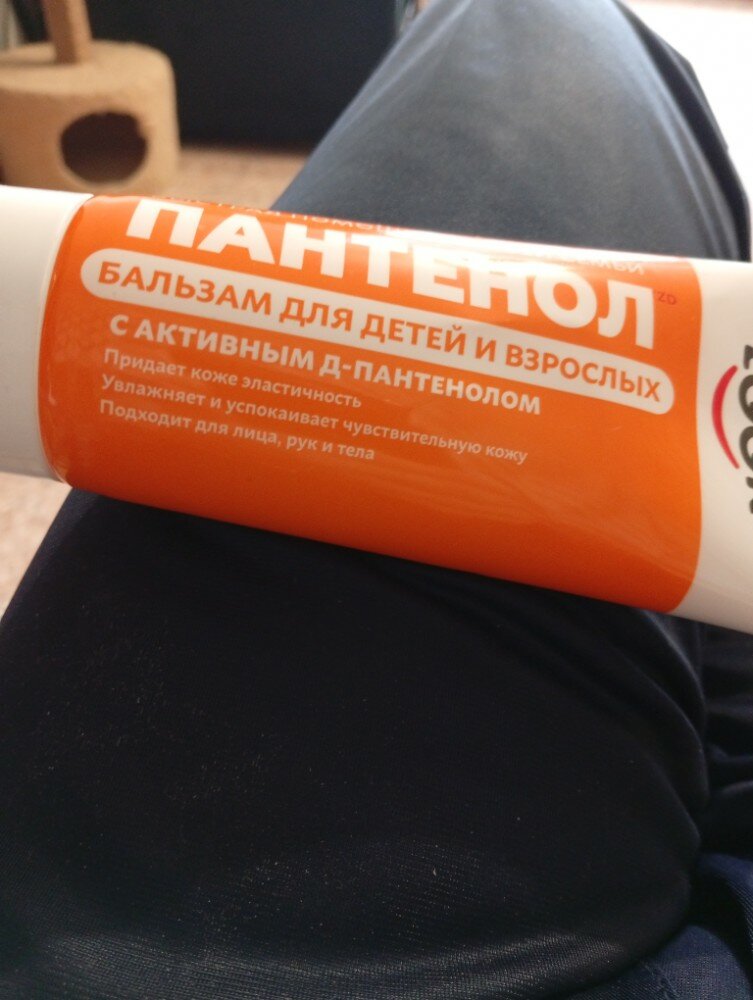 ПАНТЕНОЛ
БАЛЬЗАМ ДЛЯ ДЕТЕЙ И ВЗРОСЛЫХ
С АКТИВНЫМ Д-ПАНТЕНОЛОМ
Придает коже эластичность
Увлажняет и успокаивает чувствительную кожу
Подходит для лица, рук и тела